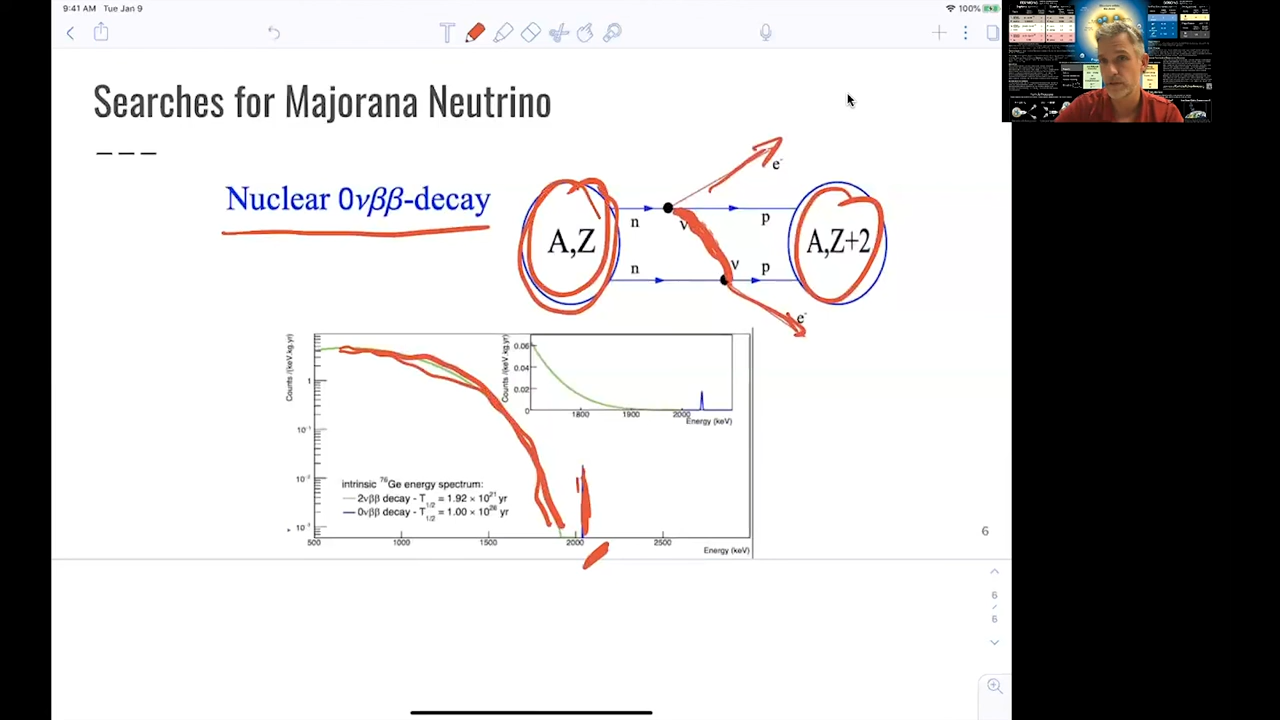 9:41 AM Tue Jan 9
100%
Searches for Majorana Neutrino
Nuclear 0νββ-decay
A,Z
n
n
ν
ν
p
p
e⁻
e⁻
A,Z+2
Counts /(keV.kg.yr)
1
10⁻¹
10⁻²
10⁻³
500
1000
1500
2000
2500
Energy (keV)
intrinsic ⁷⁶Ge energy spectrum:
2νββ decay - T₁/₂ = 1.92 × 10²¹ yr
0νββ decay - T₁/₂ = 1.00 × 10²⁶ yr
Counts /(keV.kg.yr)
0.06
0.04
0.02
0
1800
1900
2000
Energy (keV)
6
6
/
6